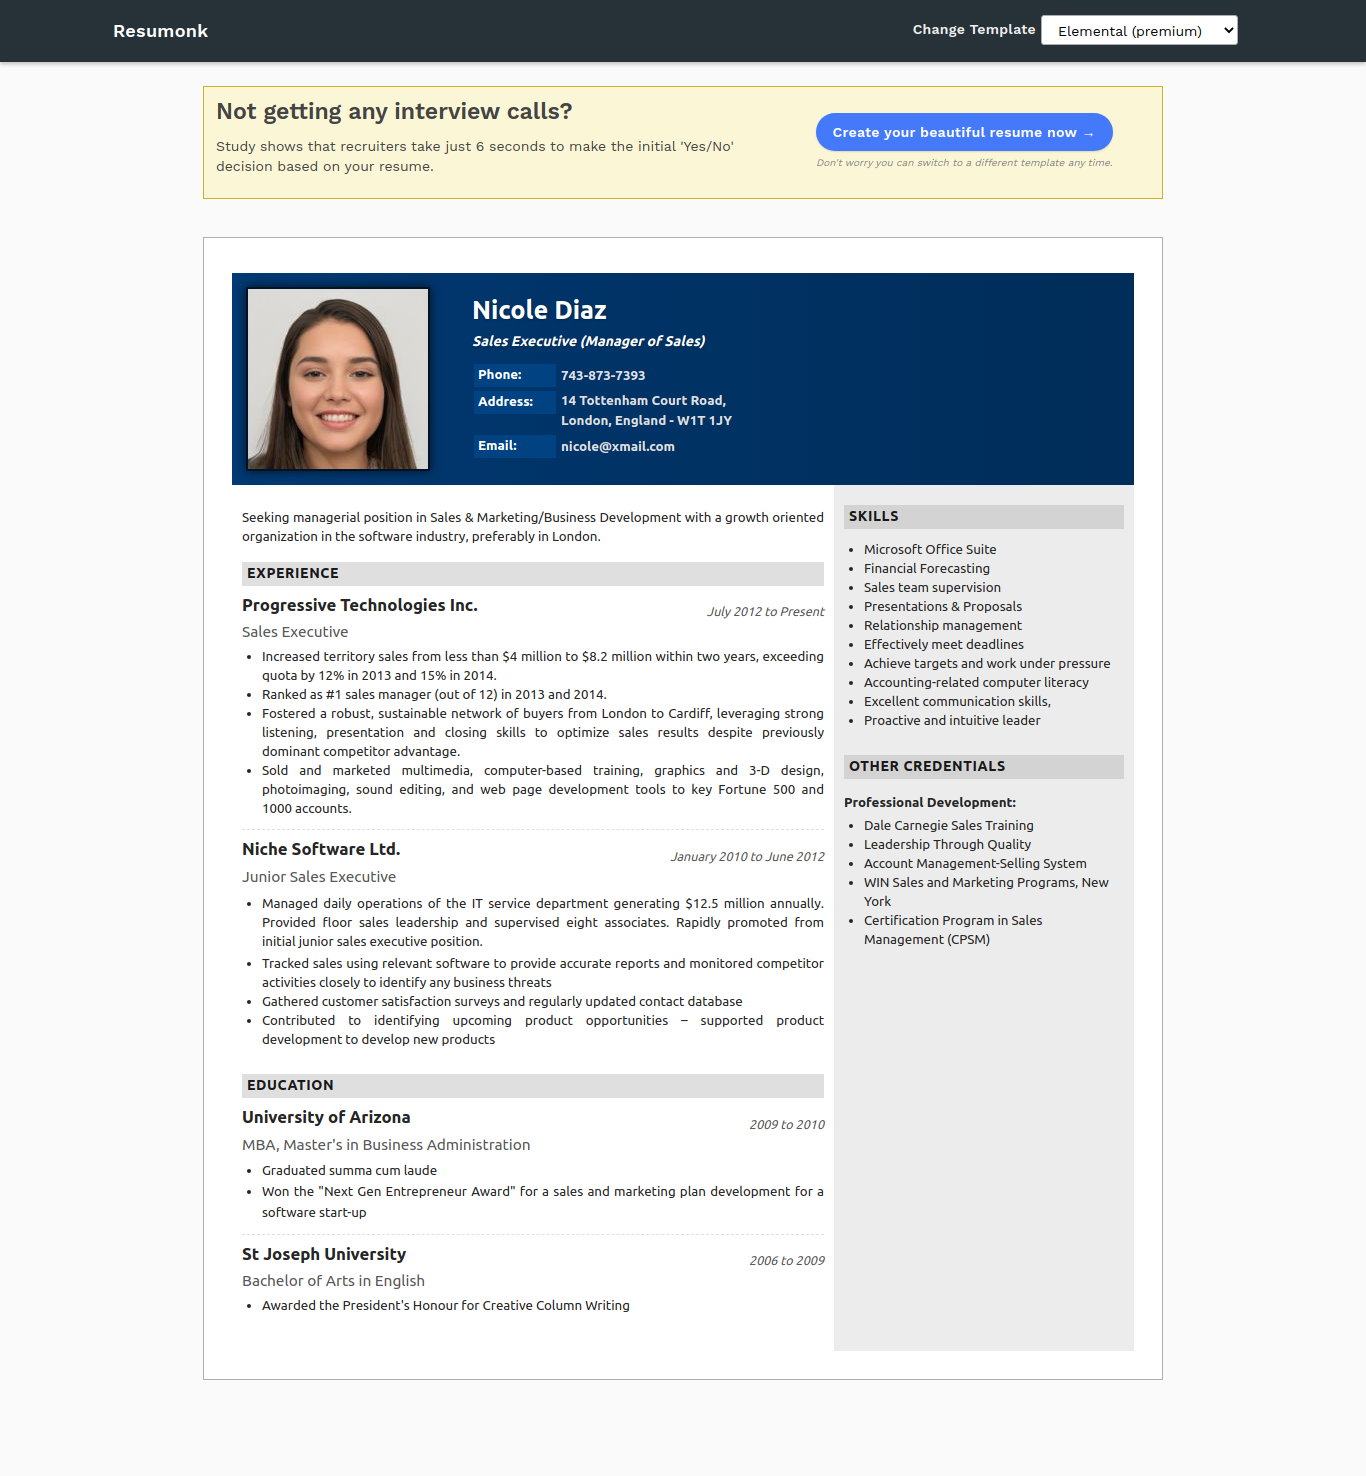 Resumonk
Change Template
Elemental (premium)
Not getting any interview calls?
Study shows that recruiters take just 6 seconds to make the initial 'Yes/No'
decision based on your resume.
Create your beautiful resume now →
Don't worry you can switch to a different template any time.
Nicole Diaz
Sales Executive (Manager of Sales)
Phone: 743-873-7393
Address: 14 Tottenham Court Road,
London, England - W1T 1JY
Email: nicole@xmail.com
Seeking managerial position in Sales & Marketing/Business Development with a growth oriented
organization in the software industry, preferably in London.
EXPERIENCE
Progressive Technologies Inc.
July 2012 to Present
Sales Executive
• Increased territory sales from less than $4 million to $8.2 million within two years, exceeding
quota by 12% in 2013 and 15% in 2014.
• Ranked as #1 sales manager (out of 12) in 2013 and 2014.
• Fostered a robust, sustainable network of buyers from London to Cardiff, leveraging strong
listening, presentation and closing skills to optimize sales results despite previously
dominant competitor advantage.
• Sold and marketed multimedia, computer-based training, graphics and 3-D design,
photoimaging, sound editing, and web page development tools to key Fortune 500 and
1000 accounts.
Niche Software Ltd.
January 2010 to June 2012
Junior Sales Executive
• Managed daily operations of the IT service department generating $12.5 million annually.
Provided floor sales leadership and supervised eight associates. Rapidly promoted from
initial junior sales executive position.
• Tracked sales using relevant software to provide accurate reports and monitored competitor
activities closely to identify any business threats
• Gathered customer satisfaction surveys and regularly updated contact database
• Contributed to identifying upcoming product opportunities – supported product
development to develop new products
EDUCATION
University of Arizona
2009 to 2010
MBA, Master's in Business Administration
• Graduated summa cum laude
• Won the "Next Gen Entrepreneur Award" for a sales and marketing plan development for a
software start-up
St Joseph University
2006 to 2009
Bachelor of Arts in English
• Awarded the President's Honour for Creative Column Writing
SKILLS
• Microsoft Office Suite
• Financial Forecasting
• Sales team supervision
• Presentations & Proposals
• Relationship management
• Effectively meet deadlines
• Achieve targets and work under pressure
• Accounting-related computer literacy
• Excellent communication skills,
• Proactive and intuitive leader
OTHER CREDENTIALS
Professional Development:
• Dale Carnegie Sales Training
• Leadership Through Quality
• Account Management-Selling System
• WIN Sales and Marketing Programs, New
York
• Certification Program in Sales
Management (CPSM)